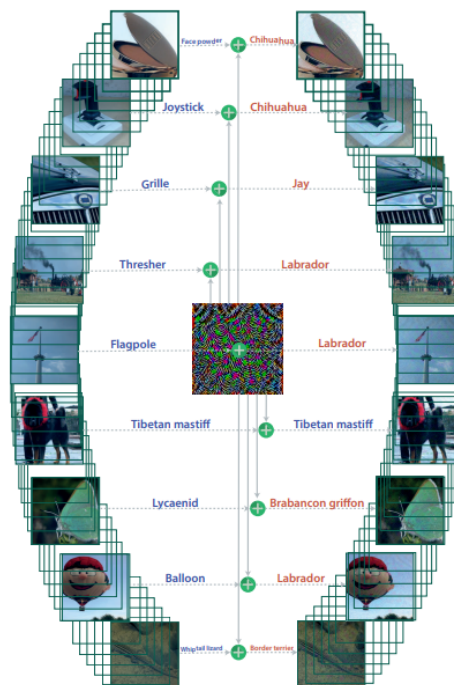 Face powder Chihuahua
Joystick Chihuahua
Grille Jay
Thresher Labrador
Flagpole Labrador
Tibetan mastiff Tibetan mastiff
Lycaenid Brabancon griffon
Balloon Labrador
Whiptail lizard Border terrier